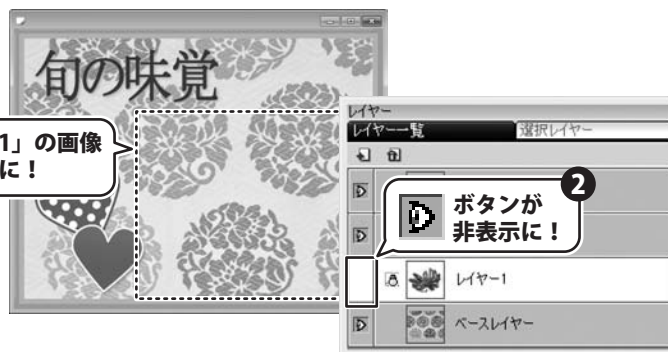 旬の味覚
1」の画像
に！
レイヤー
レイヤー一覧
選択レイヤー
2
ボタンが
非表示に！
レイヤー1
ベースレイヤー